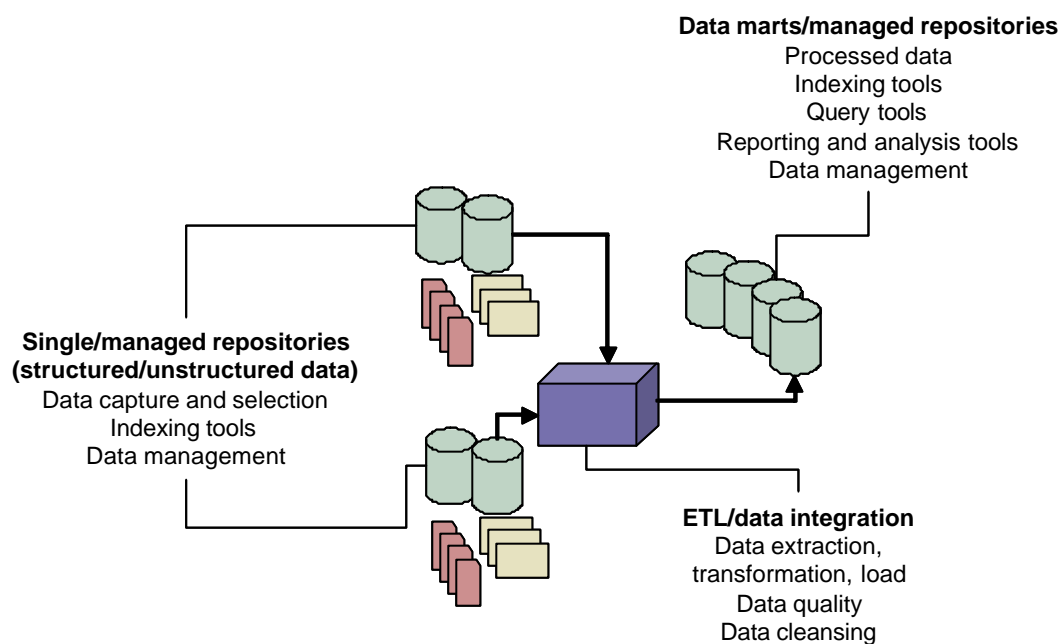 Data marts/managed repositories
Processed data
Indexing tools
Query tools
Reporting and analysis tools
Data management
Single/managed repositories
(structured/unstructured data)
Data capture and selection
Indexing tools
Data management
ETL/data integration
Data extraction,
transformation, load
Data quality
Data cleansing